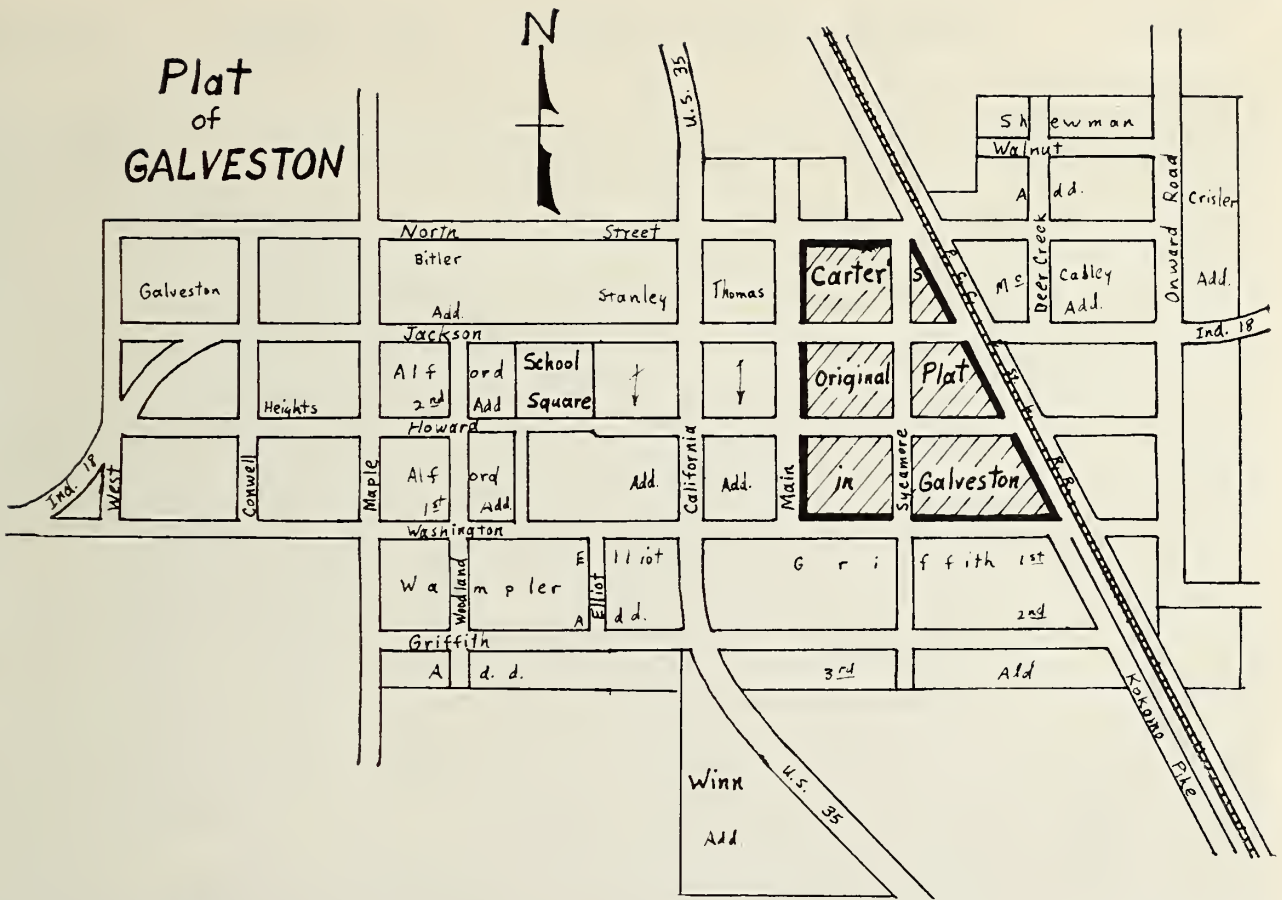 N
Plat
of
GALVESTON
U.S. 35
Shewman
Walnut
Add.
Onward Road
Crisler
Add.
North Street
Bitler
Add.
Galveston
Stanley
Thomas
Carter's
Mc Cadley
Add.
Deer Creek
Ind. 18
Jackson
Alford
2nd Add
School
Square
Original Plat
Heights
Howard
Ind. 18
West
Conwell
Maple
Alford
1st Add.
Add.
California
Add.
Main
in
Sycamore
Galveston
St. L.
R.R.
Washington
Wampler
Woodland
Elliot
Add.
Elliot
Griffith 1st
2nd
Griffith
Add.
3rd Add
Kokomo Pike
Winn
Add.
U.S. 35